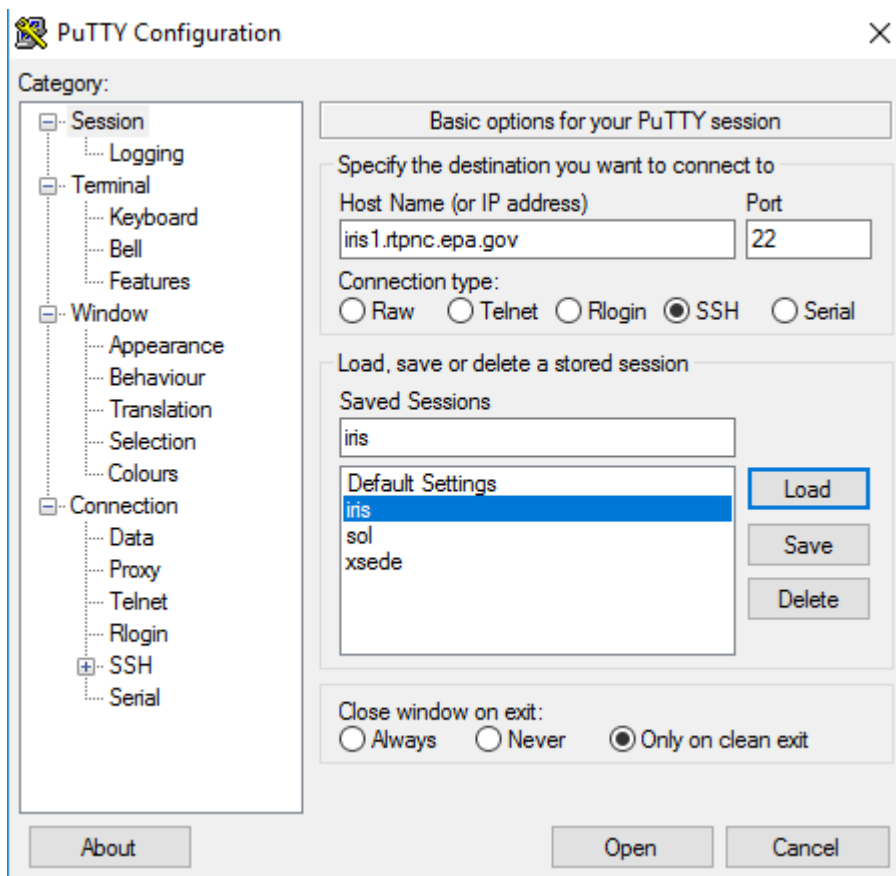 PuTTY Configuration
Category:
Session
Logging
Terminal
Keyboard
Bell
Features
Window
Appearance
Behaviour
Translation
Selection
Colours
Connection
Data
Proxy
Telnet
Rlogin
SSH
Serial
Basic options for your PuTTY session
Specify the destination you want to connect to
Host Name (or IP address) Port
iris1.rtpnc.epa.gov 22
Connection type:
Raw Telnet Rlogin SSH Serial
Load, save or delete a stored session
Saved Sessions
iris
Default Settings
iris
sol
xsede
Load
Save
Delete
Close window on exit:
Always Never Only on clean exit
About Open Cancel